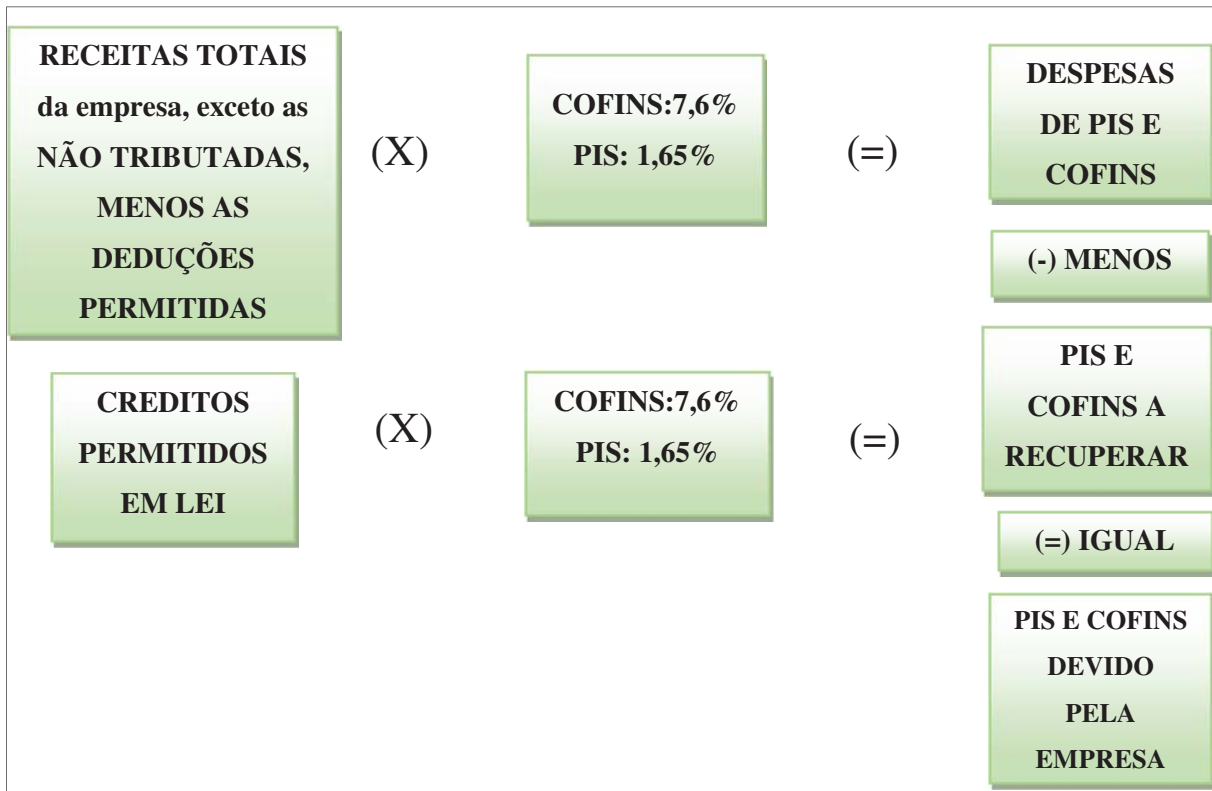 RECEITAS TOTAIS
da empresa, exceto as
NÃO TRIBUTADAS,
MENOS AS
DEDUÇÕES
PERMITIDAS
(X)
COFINS:7,6%
PIS: 1,65%
(=)
DESPESAS
DE PIS E
COFINS
(-) MENOS
CREDITOS
PERMITIDOS
EM LEI
(X)
COFINS:7,6%
PIS: 1,65%
(=)
PIS E
COFINS A
RECUPERAR
(=) IGUAL
PIS E COFINS
DEVIDO
PELA
EMPRESA